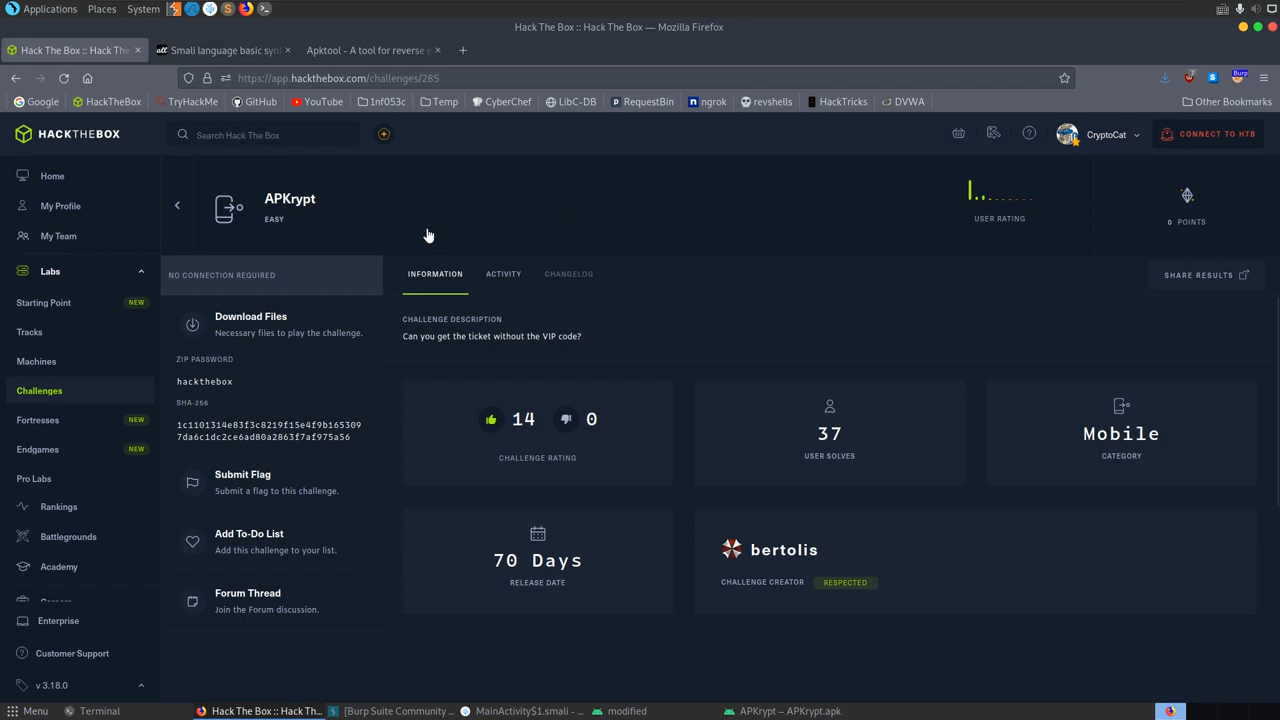 Applications Places System
Hack The Box :: Hack The Box — Mozilla Firefox
Hack The Box :: Hack The
Small language basic syn
Apktool - A tool for reverse e
https://app.hackthebox.com/challenges/285
Google HackTheBox TryHackMe GitHub YouTube 1nf053c Temp CyberChef LibC-DB RequestBin ngrok revshells HackTricks DVWA Other Bookmarks
Burp
HACKTHEBOX
Search Hack The Box
CryptoCat
CONNECT TO HTB
Home
My Profile
My Team
Labs
Starting Point NEW
Tracks
Machines
Challenges
Fortresses NEW
Endgames NEW
Pro Labs
Rankings
Battlegrounds
Academy
Enterprise
Customer Support
v 3.18.0
APKrypt
EASY
USER RATING
0 POINTS
NO CONNECTION REQUIRED
Download Files
Necessary files to play the challenge.
ZIP PASSWORD
hackthebox
SHA-256
1c1101314e83f3c8219f15e4f9b165309
7da6c1dc2ce6ad80a2863f7af975a56
Submit Flag
Submit a flag to this challenge.
Add To-Do List
Add this challenge to your list.
Forum Thread
Join the Forum discussion.
INFORMATION ACTIVITY CHANGELOG
SHARE RESULTS
CHALLENGE DESCRIPTION
Can you get the ticket without the VIP code?
14 0
CHALLENGE RATING
37
USER SOLVES
Mobile
CATEGORY
70 Days
RELEASE DATE
bertolis
CHALLENGE CREATOR RESPECTED
Menu Terminal Hack The Box :: Hack Th... [Burp Suite Community ... MainActivity$1.smali - ... modified APKrypt – APKrypt.apk